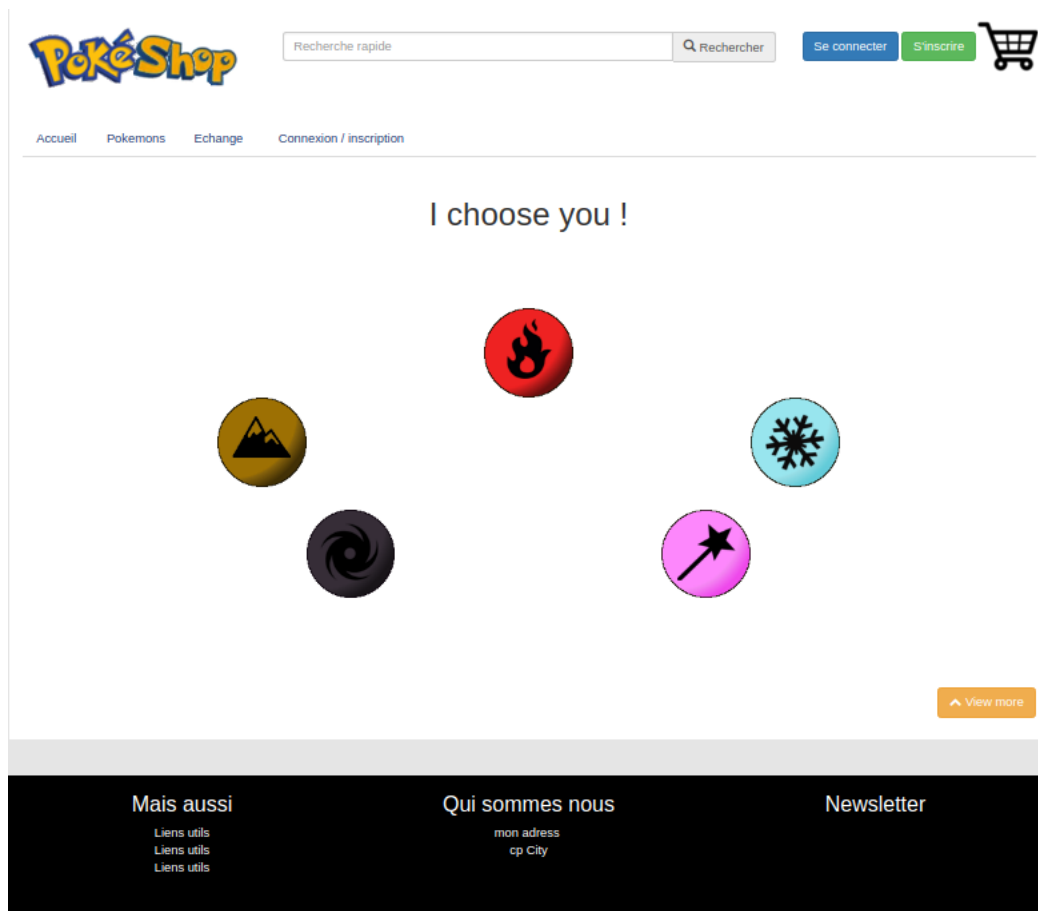 PokéShop
Recherche rapide
Rechercher
Se connecter
S'inscrire
Accueil
Pokemons
Echange
Connexion / inscription
I choose you !
View more
Mais aussi
Liens utils
Liens utils
Liens utils
Qui sommes nous
mon adress
cp City
Newsletter